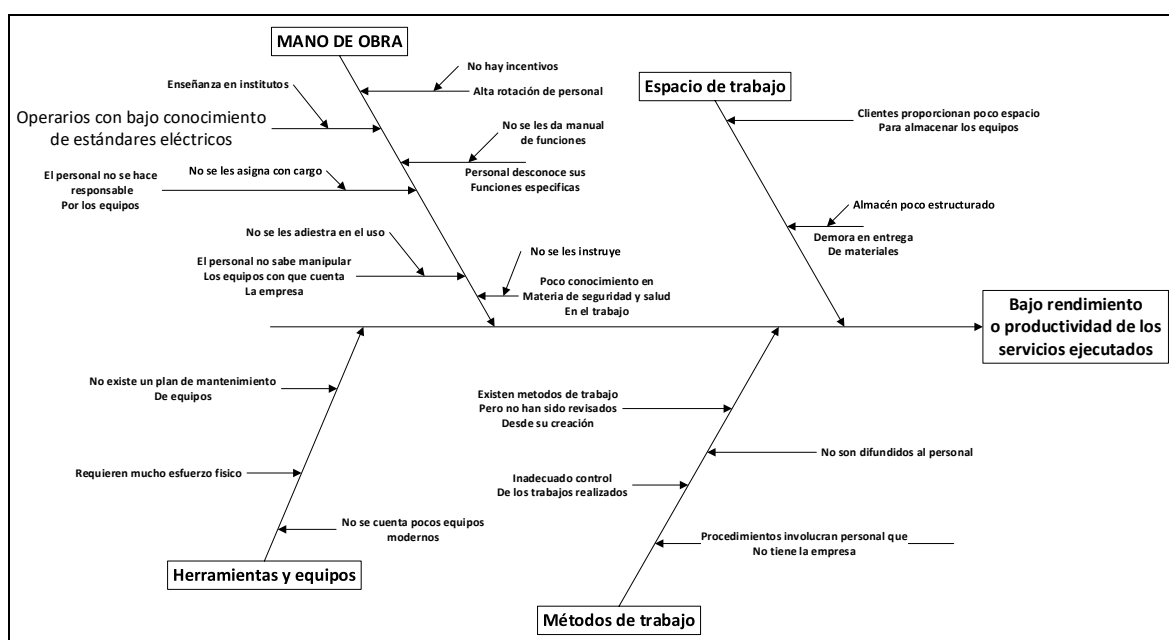 MANO DE OBRA
No hay incentivos
Alta rotación de personal
Enseñanza en institutos
Operarios con bajo conocimiento
de estándares eléctricos
No se les da manual
de funciones
Personal desconoce sus
Funciones especificas
No se les asigna con cargo
El personal no se hace
responsable
Por los equipos
No se les adiestra en el uso
El personal no sabe manipular
Los equipos con que cuenta
La empresa
No se les instruye
Poco conocimiento en
Materia de seguridad y salud
En el trabajo
Espacio de trabajo
Clientes proporcionan poco espacio
Para almacenar los equipos
Almacén poco estructurado
Demora en entrega
De materiales
Bajo rendimiento
o productividad de los
servicios ejecutados
No existe un plan de mantenimiento
De equipos
Requieren mucho esfuerzo fisico
No se cuenta pocos equipos
modernos
Herramientas y equipos
Existen metodos de trabajo
Pero no han sido revisados
Desde su creación
No son difundidos al personal
Inadecuado control
De los trabajos realizados
Procedimientos involucran personal que
No tiene la empresa
Métodos de trabajo